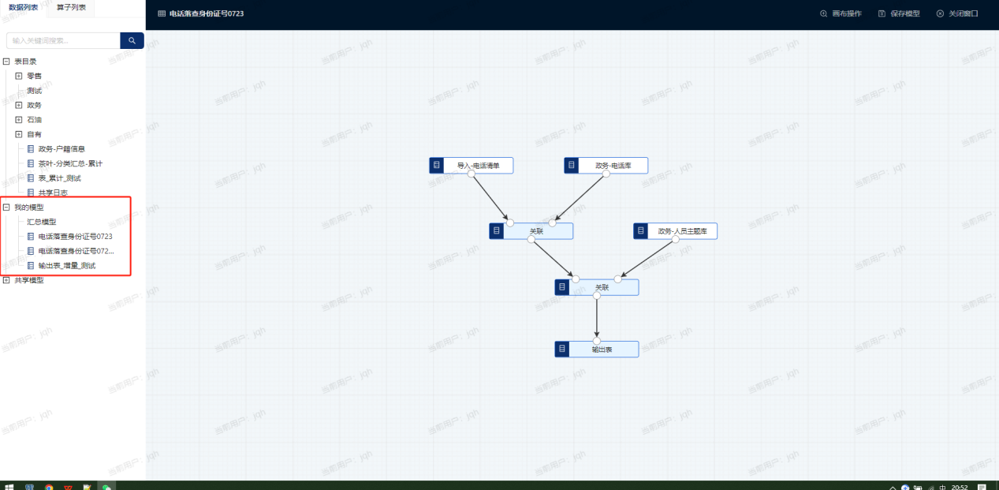 数据列表
算子列表
电话落查身份证号0723
画布操作
保存模型
关闭窗口
输入关键词搜索...
表目录
零售
测试
政务
石油
自有
政务-户籍信息
茶叶-分类汇总-累计
表_累计_测试
共享日志
我的模型
汇总模型
电话落查身份证号0723
电话落查身份证号072...
输出表_增量_测试
共享模型
导入-电话清单
政务-电话库
关联
政务-人员主题库
关联
输出表
当前用户：jqh
中
20:52